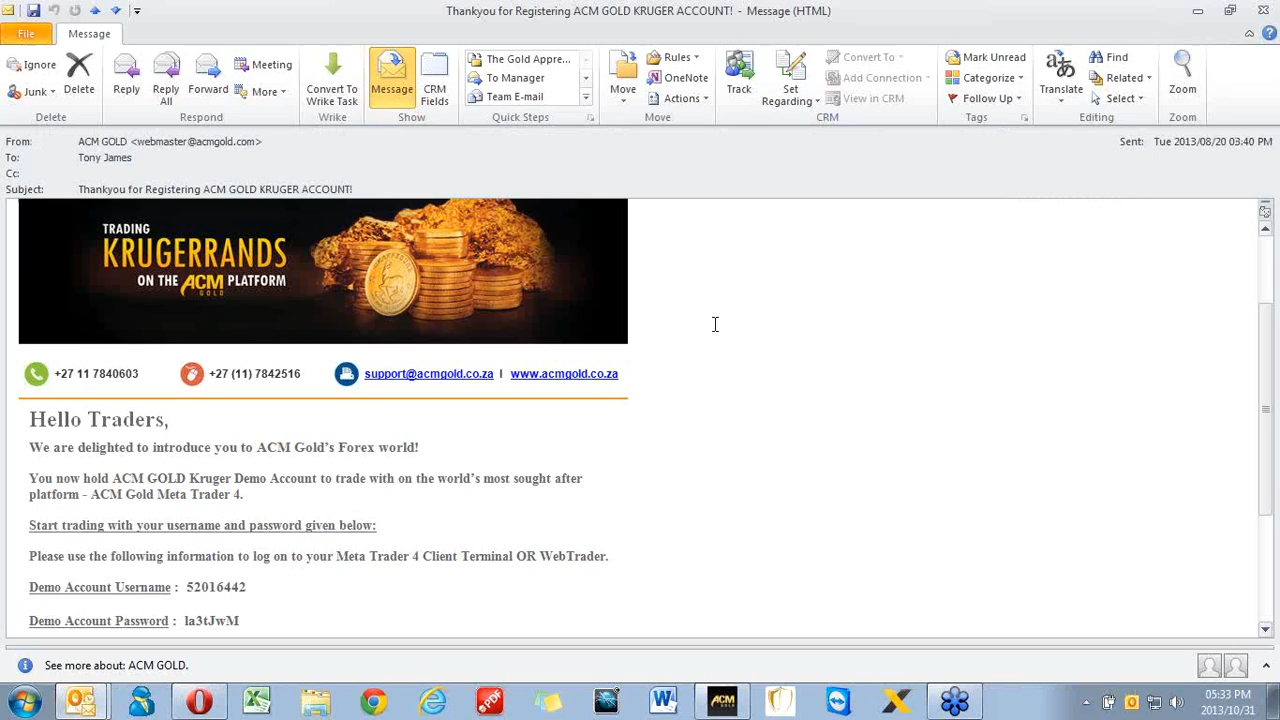 Thankyou for Registering ACM GOLD KRUGER ACCOUNT! - Message (HTML)
File Message
Ignore
Junk
Delete
Delete
Reply
Reply All
Forward
Meeting
More
Respond
Convert To Wrike Task
Wrike
Message
CRM Fields
Show
The Gold Appre...
To Manager
Team E-mail
Quick Steps
Move
Rules
OneNote
Actions
Move
Track
Set Regarding
Convert To
Add Connection
View in CRM
CRM
Mark Unread
Categorize
Follow Up
Tags
Translate
Find
Related
Select
Editing
Zoom
Zoom
From: ACM GOLD <webmaster@acmgold.com> Sent: Tue 2013/08/20 03:40 PM
To: Tony James
Cc:
Subject: Thankyou for Registering ACM GOLD KRUGER ACCOUNT!
TRADING
KRUGERRANDS
ON THE ACM GOLD PLATFORM
+27 11 7840603 +27 (11) 7842516 support@acmgold.co.za I www.acmgold.co.za
Hello Traders,
We are delighted to introduce you to ACM Gold’s Forex world!
You now hold ACM GOLD Kruger Demo Account to trade with on the world’s most sought after
platform - ACM Gold Meta Trader 4.
Start trading with your username and password given below:
Please use the following information to log on to your Meta Trader 4 Client Terminal OR WebTrader.
Demo Account Username : 52016442
Demo Account Password : la3tJwM
See more about: ACM GOLD.
PDF
ACM GOLD
05:33 PM
2013/10/31